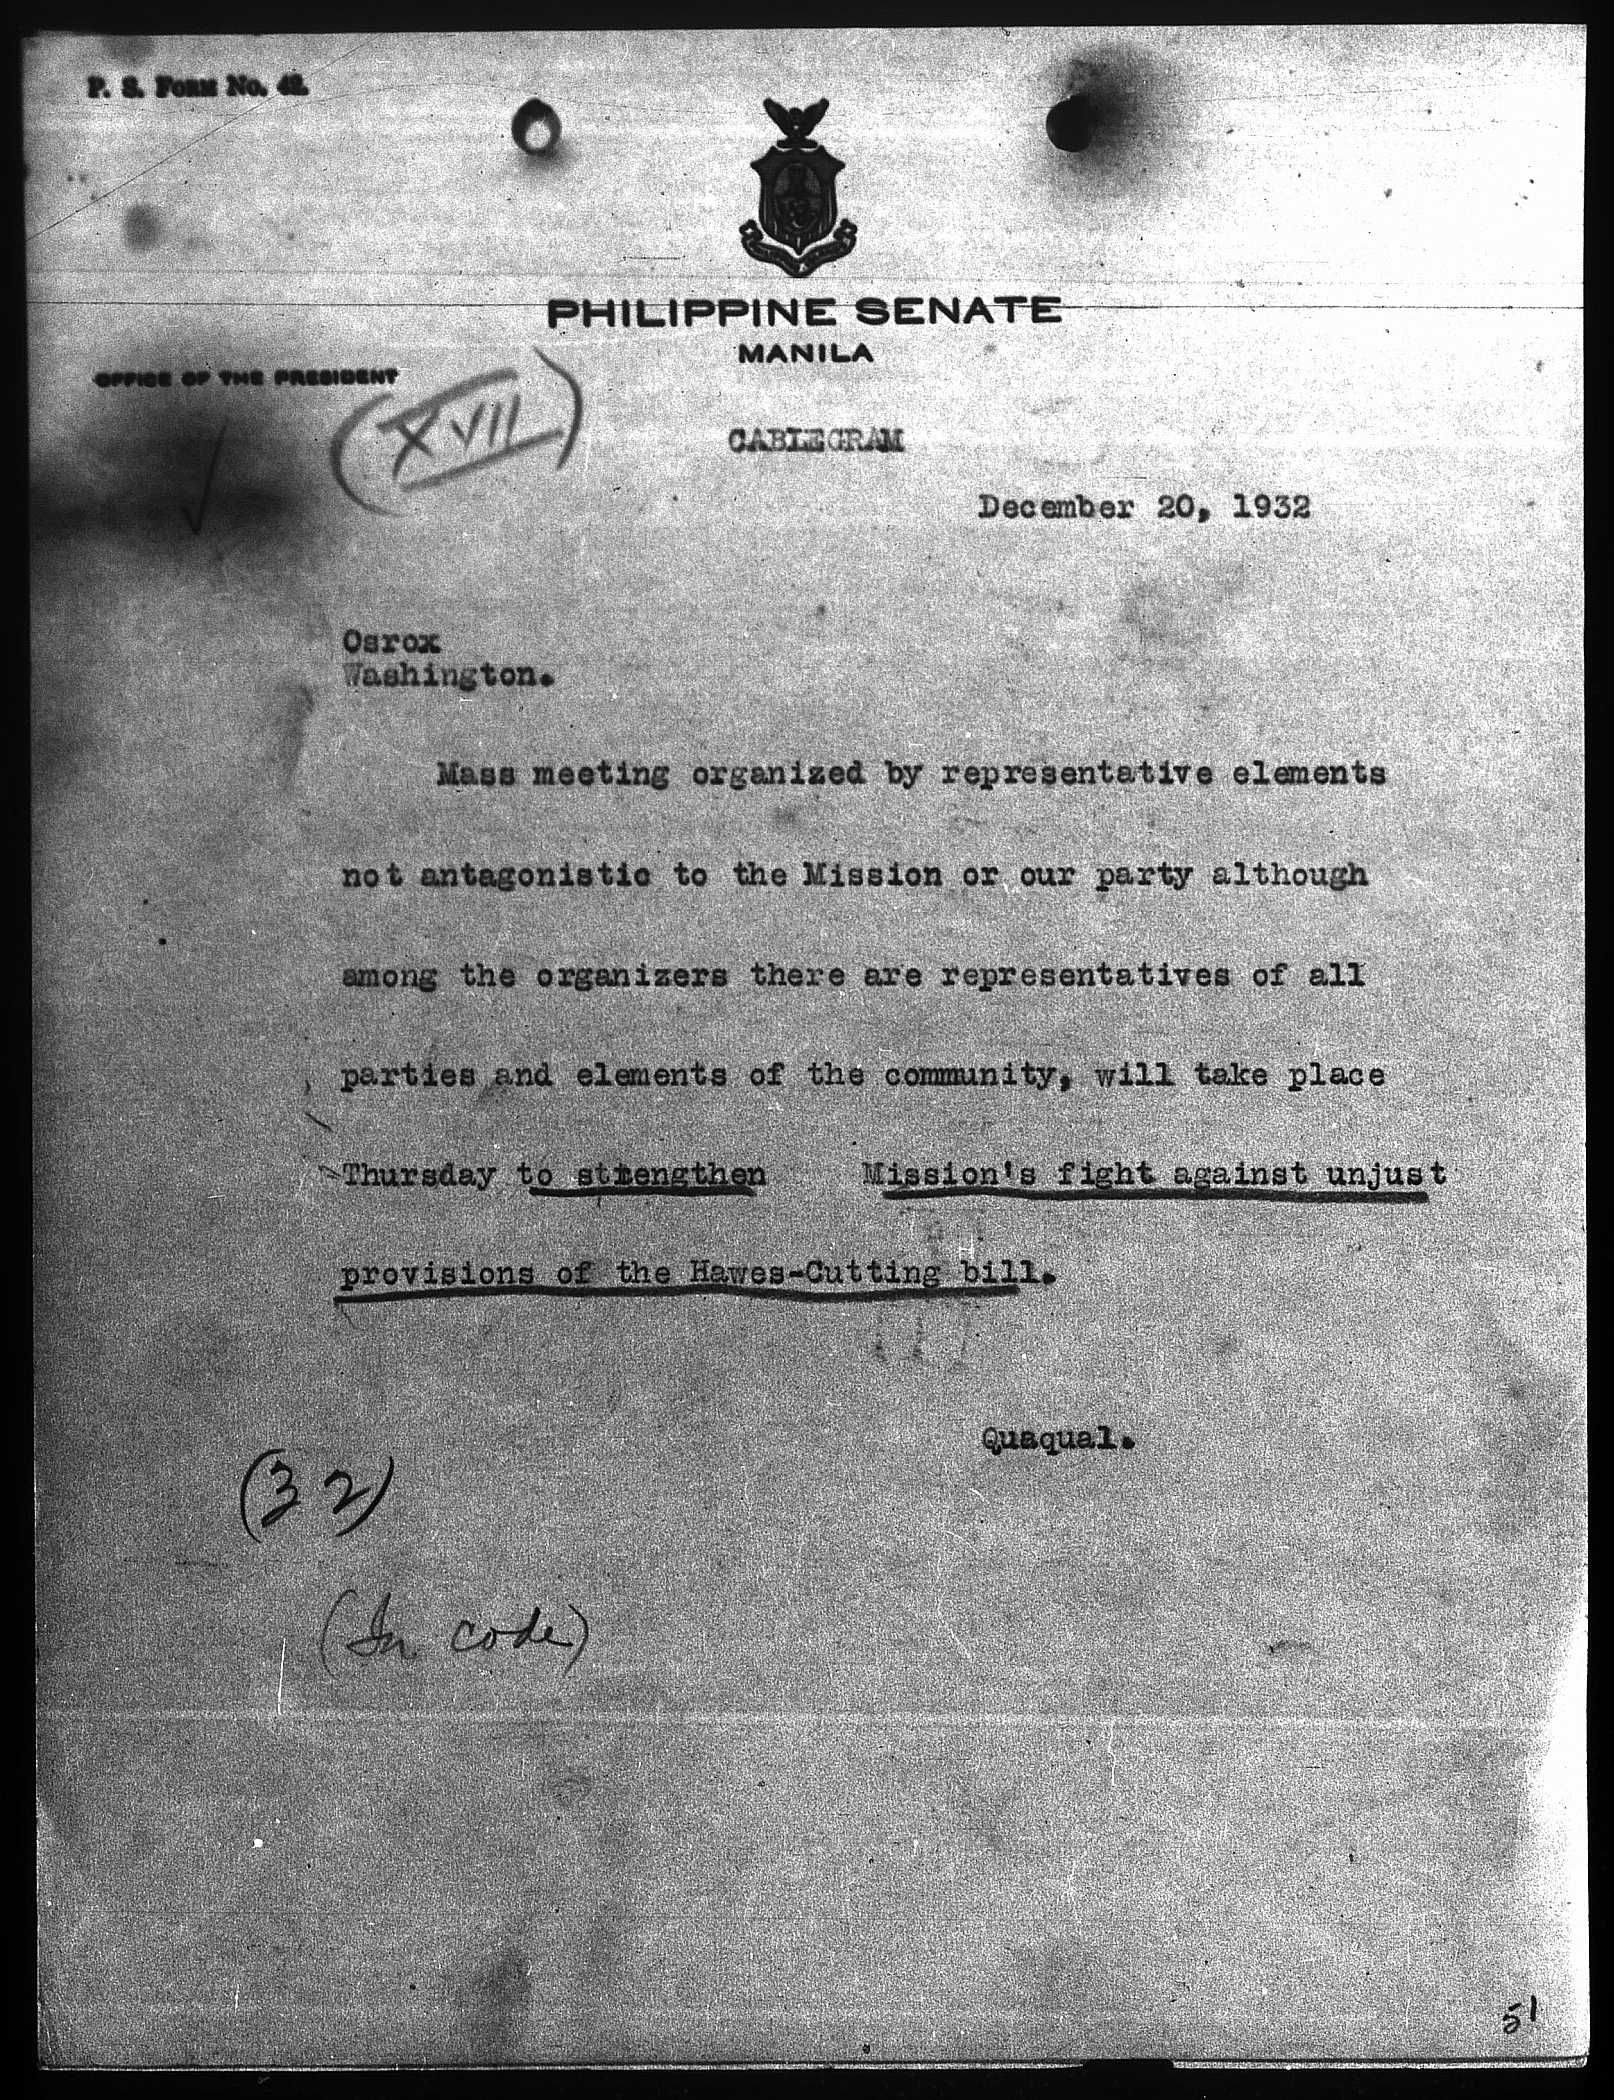 P. S. FORM No. 42.
PHILIPPINE SENATE
MANILA
OFFICE OF THE PRESIDENT
(XVII)
CABLEGRAM
December 20, 1932
Osrox
Washington.
Mass meeting organized by representative elements
not antagonistic to the Mission or our party although
among the organizers there are representatives of all
parties and elements of the community, will take place
Thursday to strengthen Mission's fight against unjust
provisions of the Hawes-Cutting bill.
Quaqual.
(32)
(In code)
51